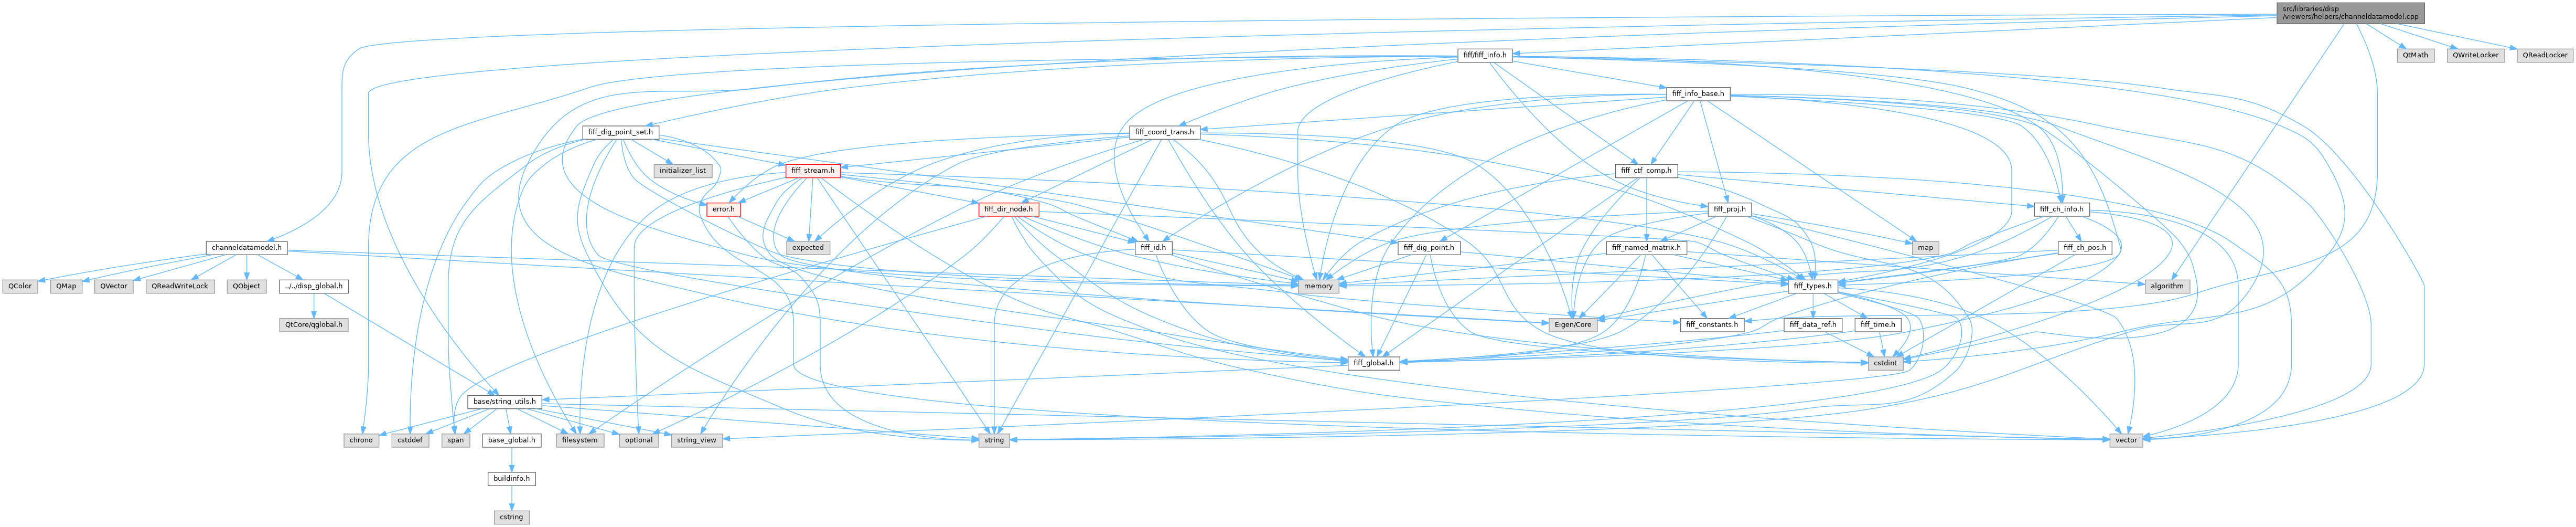 src/libraries/disp
/viewers/helpers/channeldatamodel.cpp
fiff/fiff_info.h
QtMath
QWriteLocker
QReadLocker
fiff_info_base.h
fiff_dig_point_set.h
fiff_coord_trans.h
initializer_list
fiff_stream.h
fiff_ctf_comp.h
error.h
fiff_dir_node.h
fiff_proj.h
fiff_ch_info.h
channeldatamodel.h
expected
fiff_id.h
fiff_dig_point.h
fiff_named_matrix.h
map
fiff_ch_pos.h
QColor
QMap
QVector
QReadWriteLock
QObject
../../disp_global.h
memory
fiff_types.h
algorithm
QtCore/qglobal.h
Eigen/Core
fiff_constants.h
fiff_data_ref.h
fiff_time.h
fiff_global.h
cstdint
base/string_utils.h
chrono
cstddef
span
base_global.h
filesystem
optional
string_view
string
vector
buildinfo.h
cstring